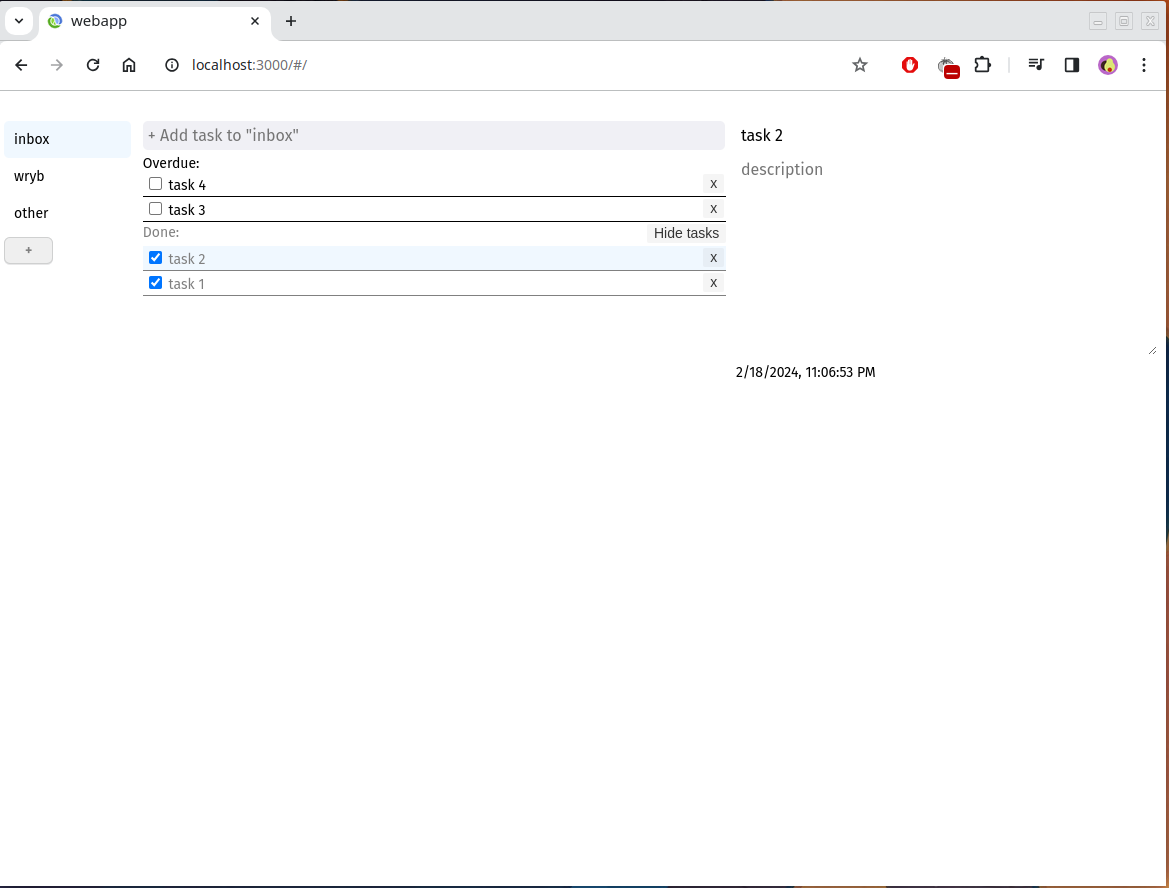 webapp
localhost:3000/#/
inbox
wryb
other
+
+ Add task to "inbox"
Overdue:
task 4 x
task 3 x
Done: Hide tasks
task 2 x
task 1 x
task 2
description
2/18/2024, 11:06:53 PM